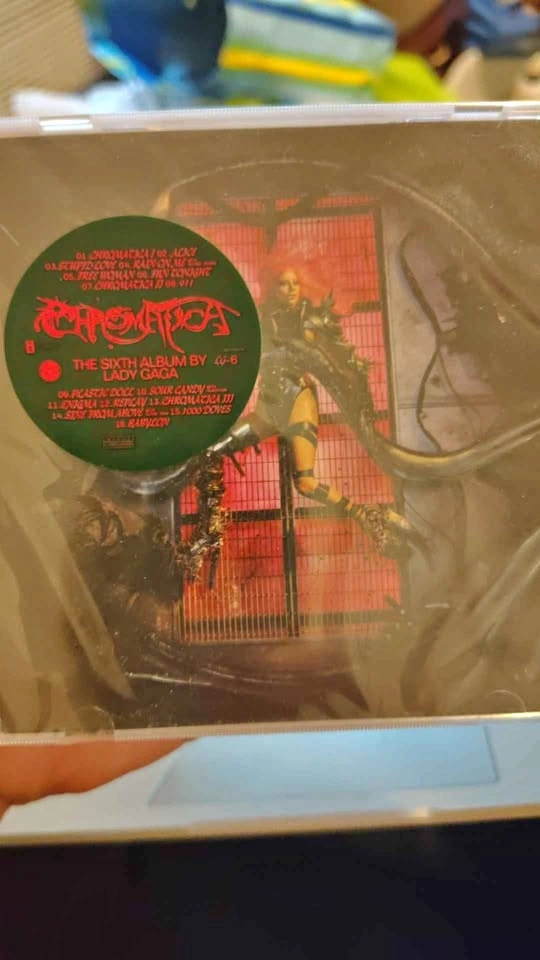 01. CHROMATICA I 02. ALICE
03. STUPID LOVE 04. RAIN ON ME
05. FREE WOMAN 06. FUN TONIGHT
07. CHROMATICA II 08. 911
CHROMATICA
THE SIXTH ALBUM BY LG-6
LADY GAGA
09. PLASTIC DOLL 10. SOUR CANDY
11. ENIGMA 12. REPLAY 13. CHROMATICA III
14. SINE FROM ABOVE 15. 1000 DOVES
16. BABYLON